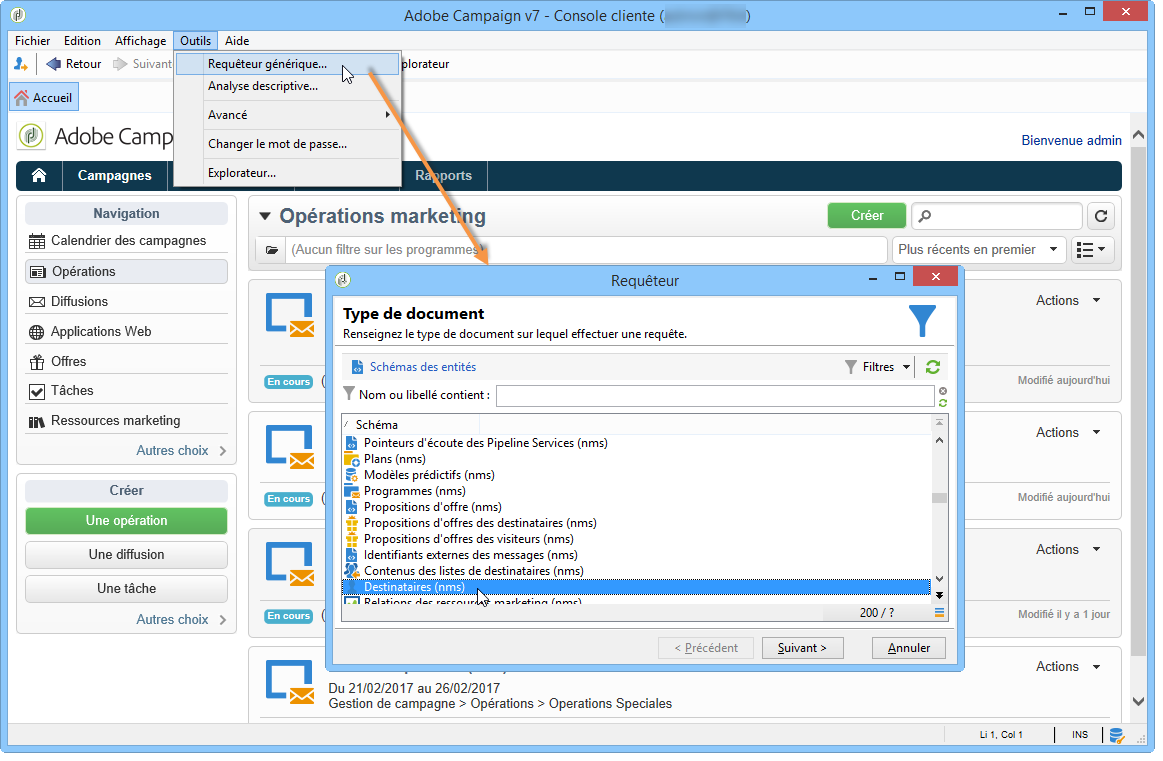 Adobe Campaign v7 - Console cliente ( )
Fichier Edition Affichage Outils Aide
Retour Suivant plorateur
Requêteur générique...
Analyse descriptive...
Avancé
Changer le mot de passe...
Explorateur...
Accueil
Adobe Camp
Bienvenue admin
Campagnes Rapports
Navigation
Calendrier des campagnes
Opérations
Diffusions
Applications Web
Offres
Tâches
Ressources marketing
Autres choix
Créer
Une opération
Une diffusion
Une tâche
Autres choix
Opérations marketing
Créer
(Aucun filtre sur les programmes)
Plus récents en premier
Actions
En cours (
Modifié aujourd'hui
Actions
En cours (
Modifié aujourd'hui
Actions
En cours (
Modifié il y a 1 jour
Actions
Du 21/02/2017 au 26/02/2017
Gestion de campagne > Opérations > Operations Speciales
Requêteur
Type de document
Renseignez le type de document sur lequel effectuer une requête.
Schémas des entités
Filtres
Nom ou libellé contient :
Schéma
Pointeurs d'écoute des Pipeline Services (nms)
Plans (nms)
Modèles prédictifs (nms)
Programmes (nms)
Propositions d'offre (nms)
Propositions d'offres des destinataires (nms)
Propositions d'offres des visiteurs (nms)
Identifiants externes des messages (nms)
Contenus des listes de destinataires (nms)
Destinataires (nms)
Relations des ressources marketing (nms)
200 / ?
< Précédent
Suivant >
Annuler
Li 1, Col 1
INS